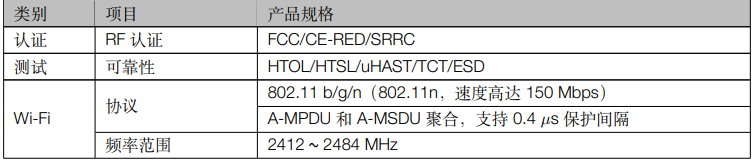 类别 项目 产品规格
认证 RF 认证 FCC/CE-RED/SRRC
测试 可靠性 HTOL/HTSL/uHAST/TCT/ESD
Wi-Fi 协议 802.11 b/g/n（802.11n，速度高达 150 Mbps）
A-MPDU 和 A-MSDU 聚合，支持 0.4 μs 保护间隔
频率范围 2412 ~ 2484 MHz